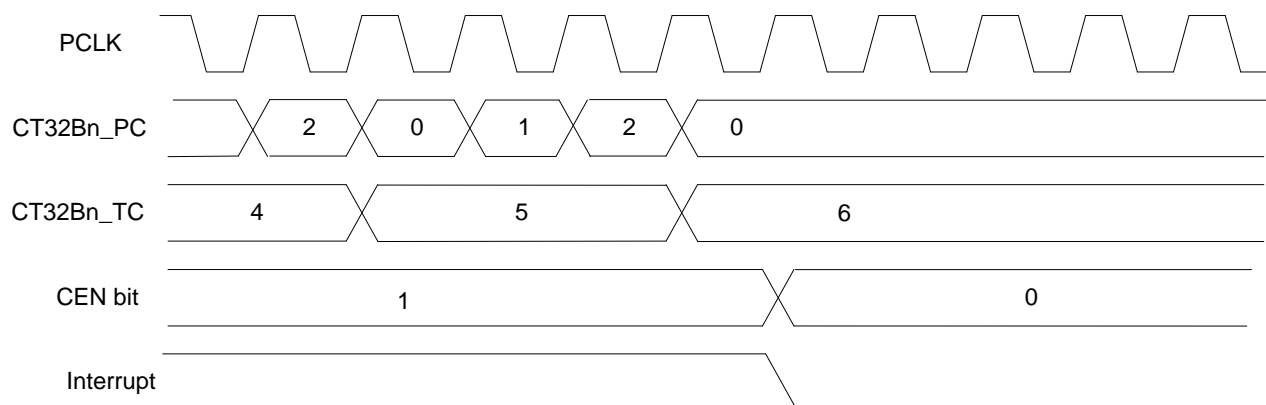 PCLK
CT32Bn_PC 2 0 1 2 0
CT32Bn_TC 4 5 6
CEN bit 1 0
Interrupt